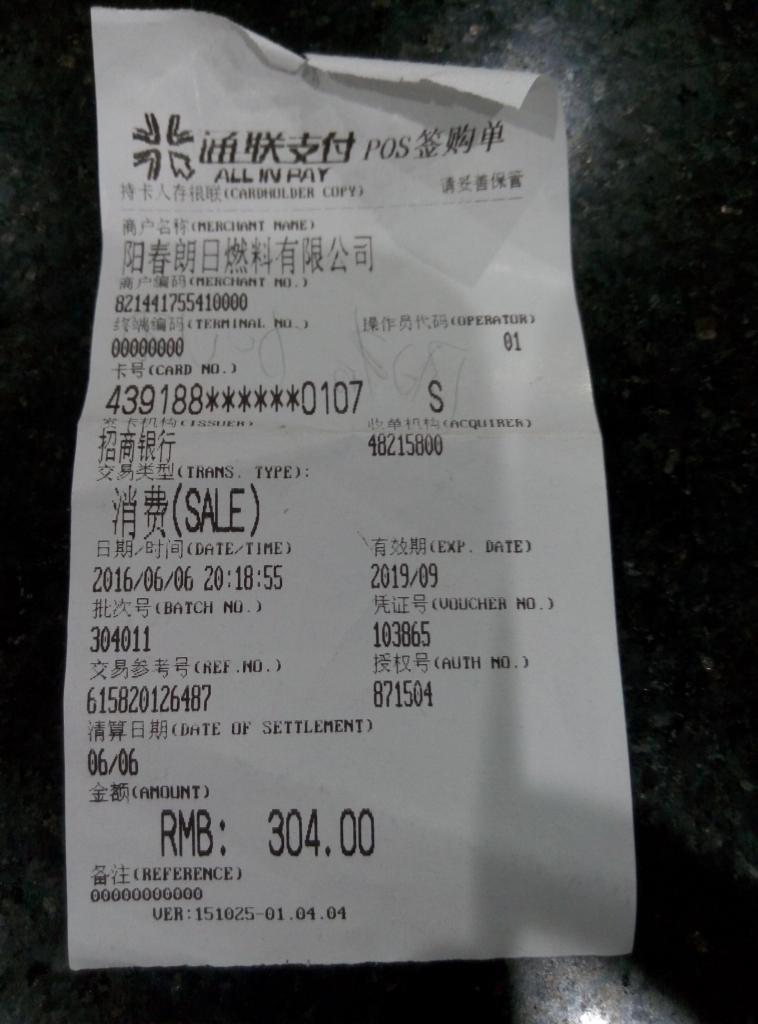 通联支付 POS签购单
ALLINPAY
持卡人存根联(CARDHOLDER COPY) 请妥善保管
商户名称(MERCHANT NAME)
阳春朗日燃料有限公司
商户编码(MERCHANT NO.)
821441755410000
终端编码(TERMINAL NO.) 操作员代码(OPERATOR)
00000000 01
卡号(CARD NO.)
439188******0107 S
发卡机构(ISSUER) 收单机构(ACQUIRER)
招商银行 48215800
交易类型(TRANS. TYPE):
消费(SALE)
日期/时间(DATE/TIME) 有效期(EXP. DATE)
2016/06/06 20:18:55 2019/09
批次号(BATCH NO.) 凭证号(VOUCHER NO.)
304011 103865
交易参考号(REF.NO.) 授权号(AUTH NO.)
615820126487 871504
清算日期(DATE OF SETTLEMENT)
06/06
金额(AMOUNT)
RMB: 304.00
备注(REFERENCE)
00000000000
VER:151025-01.04.04